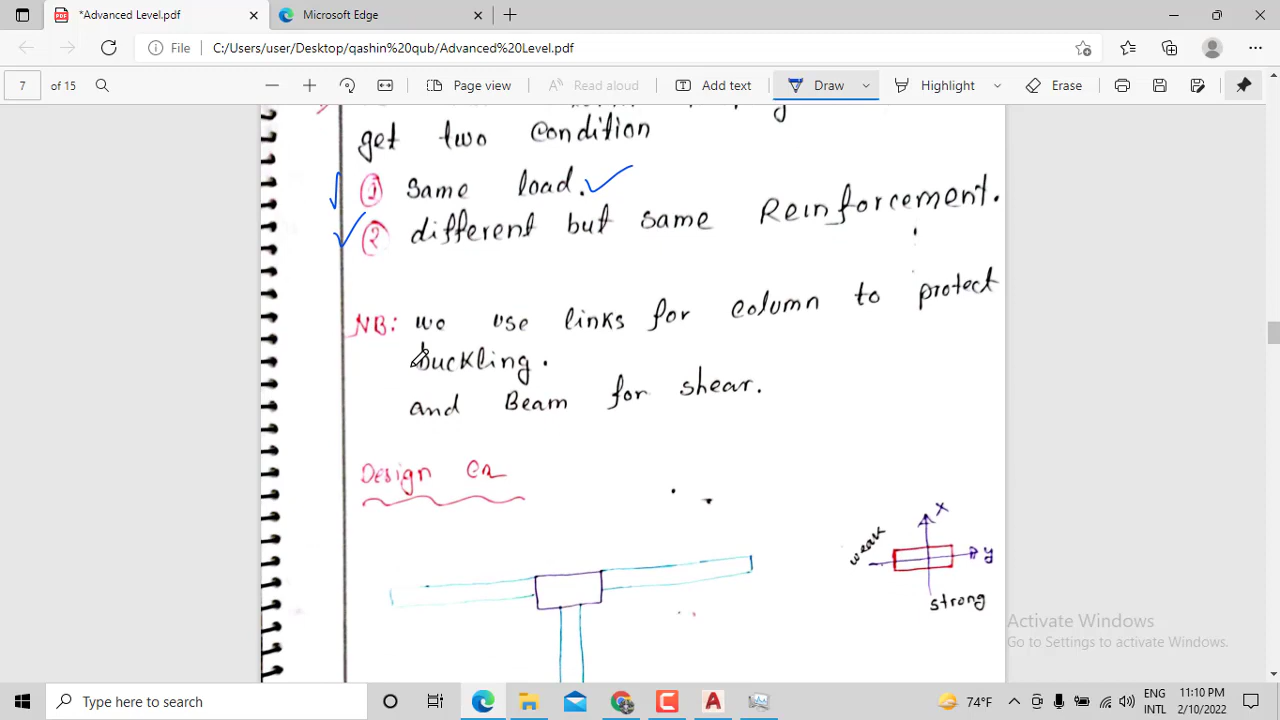 *Advanced Level.pdf
Microsoft Edge
File
C:/Users/user/Desktop/qashin%20qub/Advanced%20Level.pdf
7 of 15
Page view
Read aloud
Add text
Draw
Highlight
Erase
get two condition
① Same load.
② different but same Reinforcement.
NB: we use links for column to protect
buckling.
and Beam for shear.
Design
x
weak
y
strong
Activate Windows
Go to Settings to activate Windows.
Type here to search
74°F
ENG
INTL
11:10 PM
2/10/2022